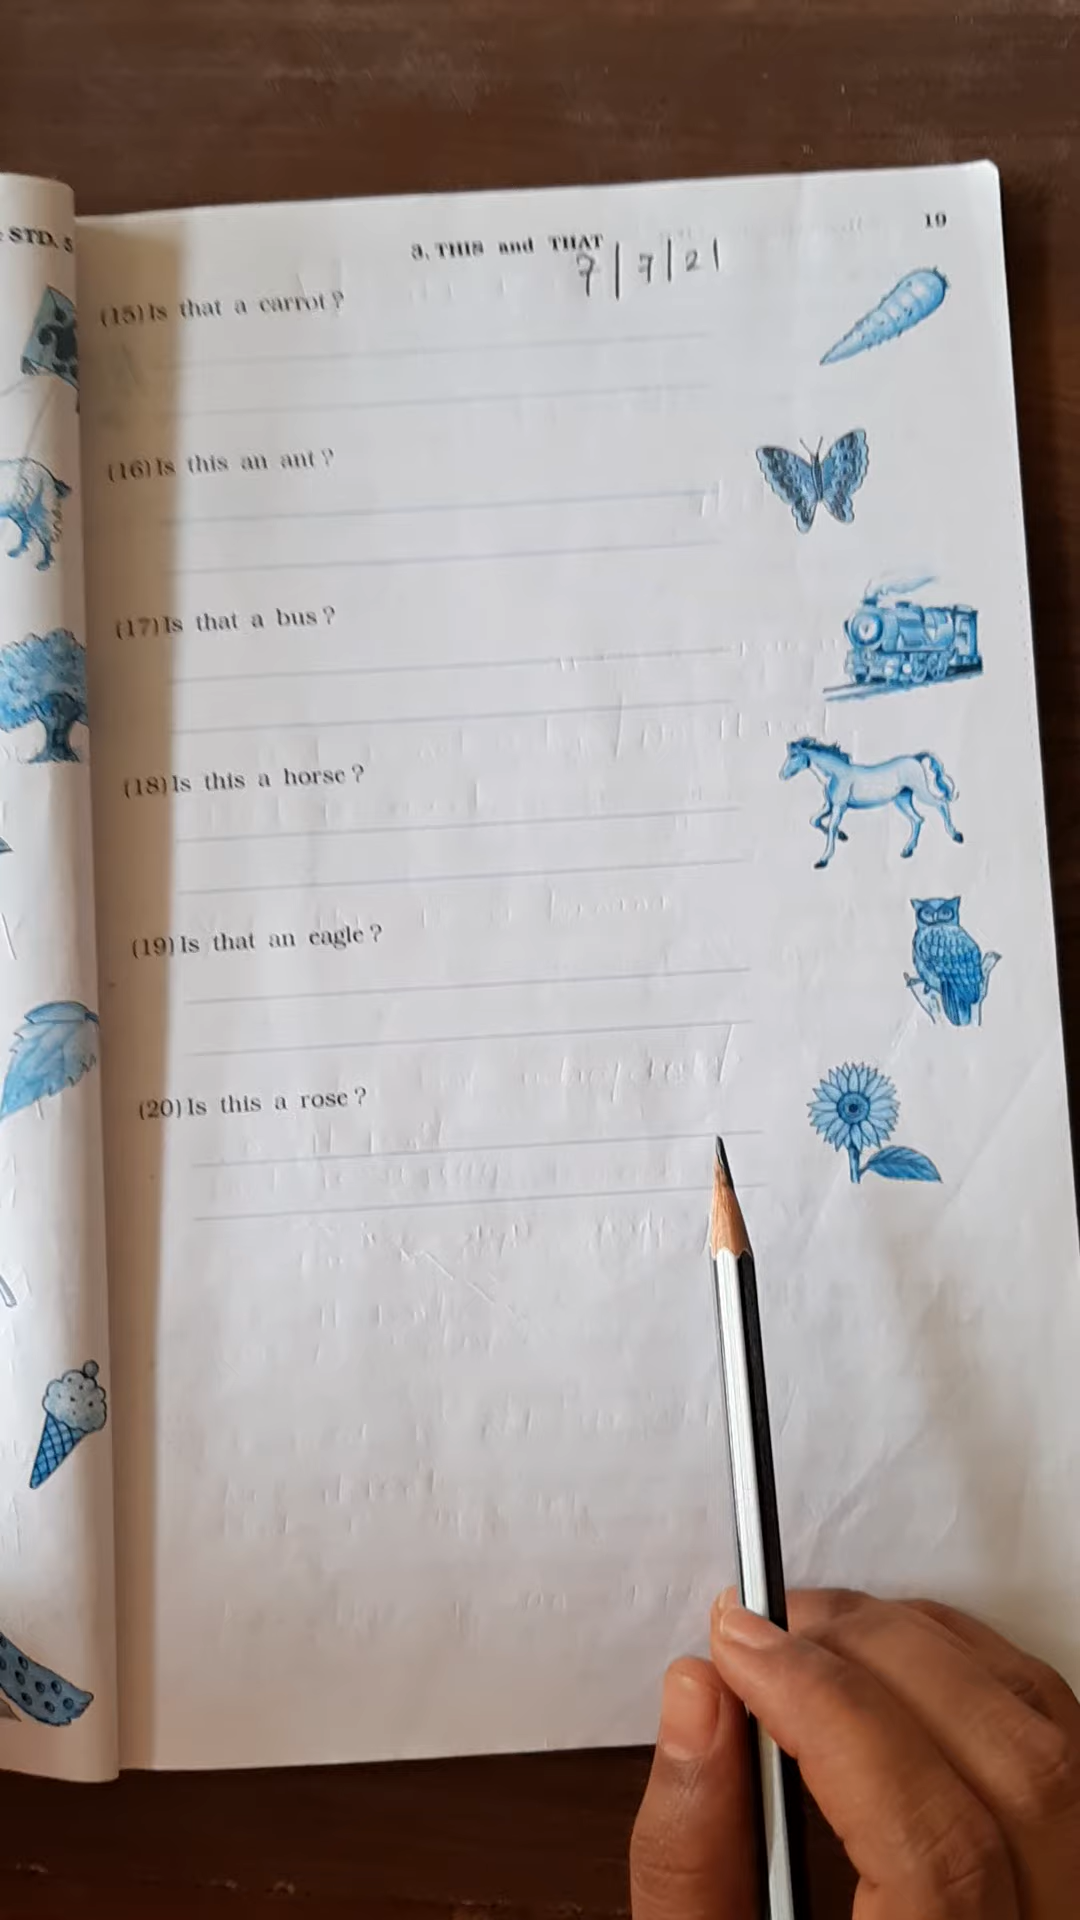 STD. 5
3. THIS and THAT
19
7/7/21
(15) Is that a carrot ?
(16) Is this an ant ?
(17) Is that a bus ?
(18) Is this a horse ?
(19) Is that an eagle ?
(20) Is this a rose ?